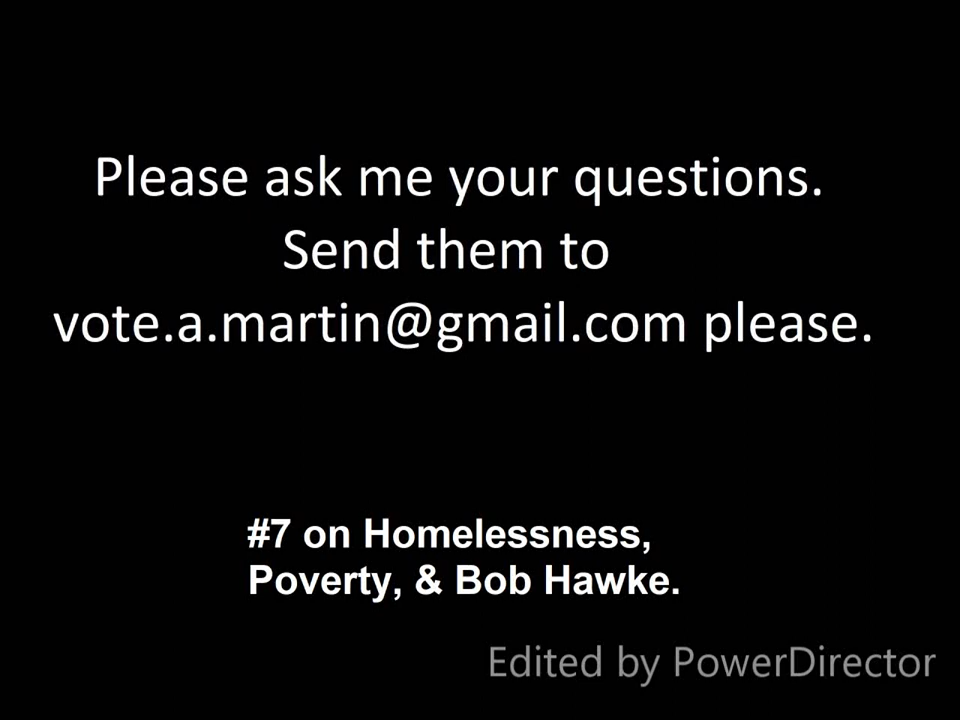 Please ask me your questions.
Send them to
vote.a.martin@gmail.com please.
#7 on Homelessness,
Poverty, & Bob Hawke.
Edited by PowerDirector